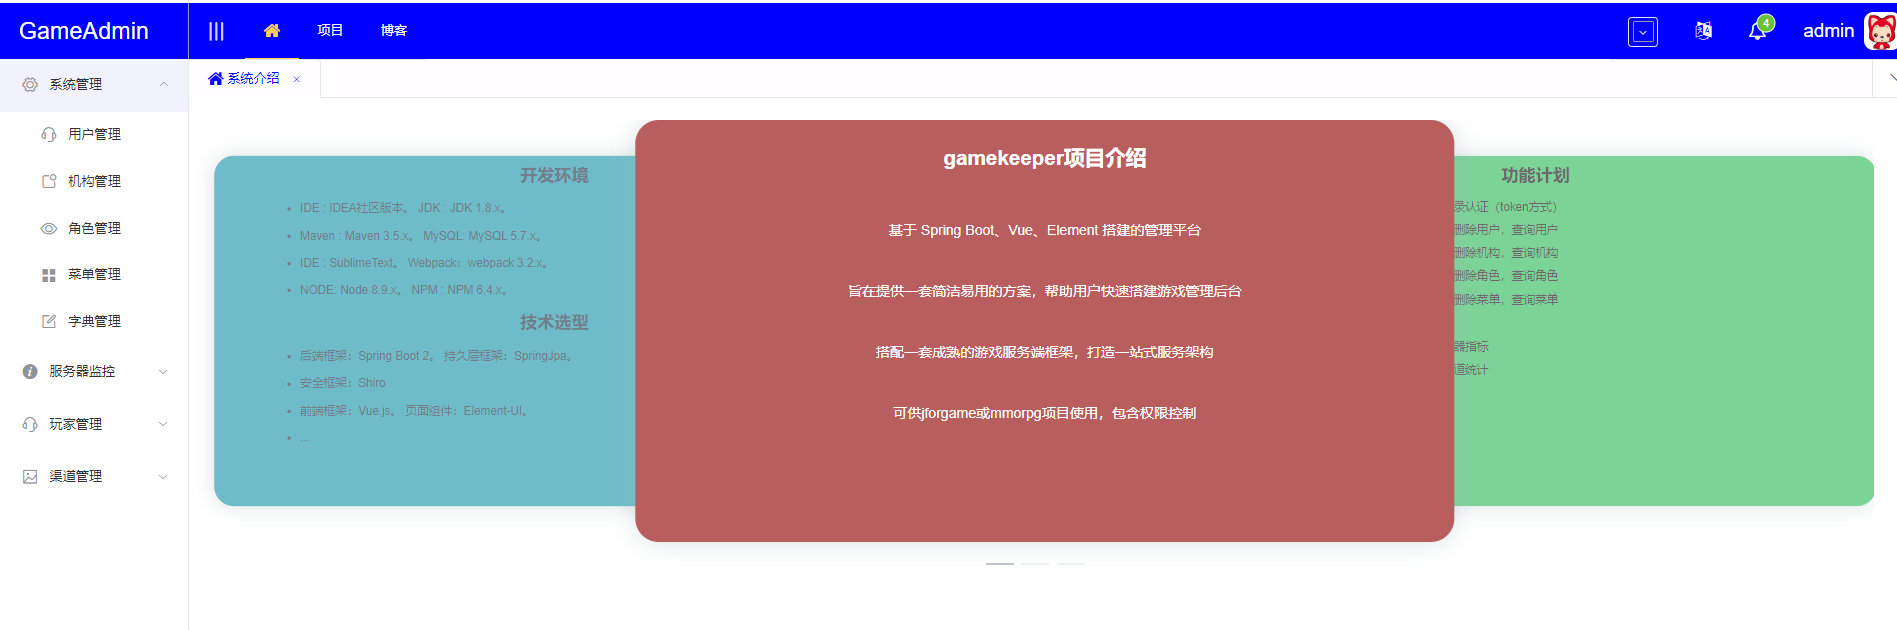 GameAdmin
项目
博客
4
admin
系统管理
用户管理
机构管理
角色管理
菜单管理
字典管理
服务器监控
玩家管理
渠道管理
系统介绍 ×
开发环境
• IDE : IDEA社区版本。 JDK : JDK 1.8.x。
• Maven : Maven 3.5.x。 MySQL: MySQL 5.7.x。
• IDE : SublimeText。 Webpack：webpack 3.2.x。
• NODE: Node 8.9.x。 NPM : NPM 6.4.x。
技术选型
• 后端框架：Spring Boot 2。 持久层框架：SpringJpa。
• 安全框架：Shiro
• 前端框架：Vue.js。 页面组件：Element-UI。
• ...
gamekeeper项目介绍
基于 Spring Boot、Vue、Element 搭建的管理平台
旨在提供一套简洁易用的方案，帮助用户快速搭建游戏管理后台
搭配一套成熟的游戏服务端框架，打造一站式服务架构
可供jforgame或mmorpg项目使用，包含权限控制
功能计划
录认证（token方式）
删除用户，查询用户
删除机构，查询机构
删除角色，查询角色
删除菜单，查询菜单
器指标
道统计